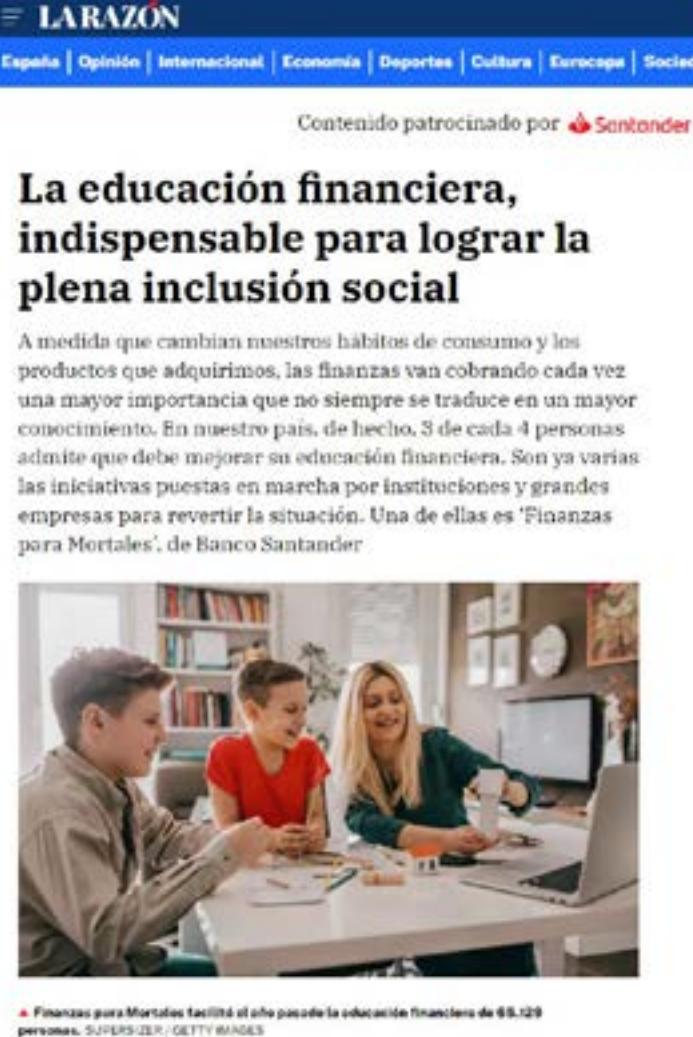 LA RAZÓN
España | Opinión | Internacional | Economía | Deportes | Cultura | Eurocopa | Socied
Contenido patrocinado por Santander
La educación financiera,
indispensable para lograr la
plena inclusión social
A medida que cambian nuestros hábitos de consumo y los
productos que adquirimos, las finanzas van cobrando cada vez
una mayor importancia que no siempre se traduce en un mayor
conocimiento. En nuestro país, de hecho, 3 de cada 4 personas
admite que debe mejorar su educación financiera. Son ya varias
las iniciativas puestas en marcha por instituciones y grandes
empresas para revertir la situación. Una de ellas es 'Finanzas
para Mortales', de Banco Santander
Finanzas para Mortales facilitó el año pasado la educación financiera de 65.129
personas. SUPERSIZER / GETTY IMAGES